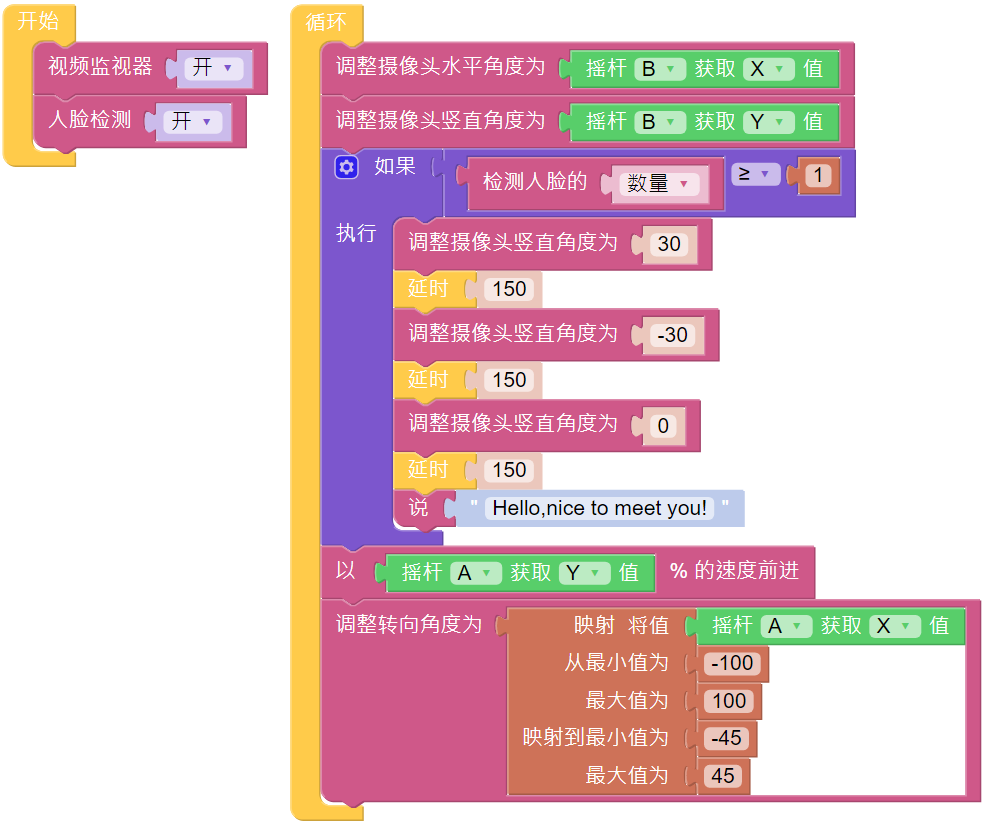 开始
视频监视器 开
人脸检测 开
循环
调整摄像头水平角度为 摇杆 B 获取 X 值
调整摄像头竖直角度为 摇杆 B 获取 Y 值
如果 检测人脸的 数量 ≥ 1
执行 调整摄像头竖直角度为 30
延时 150
调整摄像头竖直角度为 -30
延时 150
调整摄像头竖直角度为 0
延时 150
说 " Hello,nice to meet you! "
以 摇杆 A 获取 Y 值 % 的速度前进
调整转向角度为 映射 将值 摇杆 A 获取 X 值
从最小值为 -100
最大值为 100
映射到最小值为 -45
最大值为 45